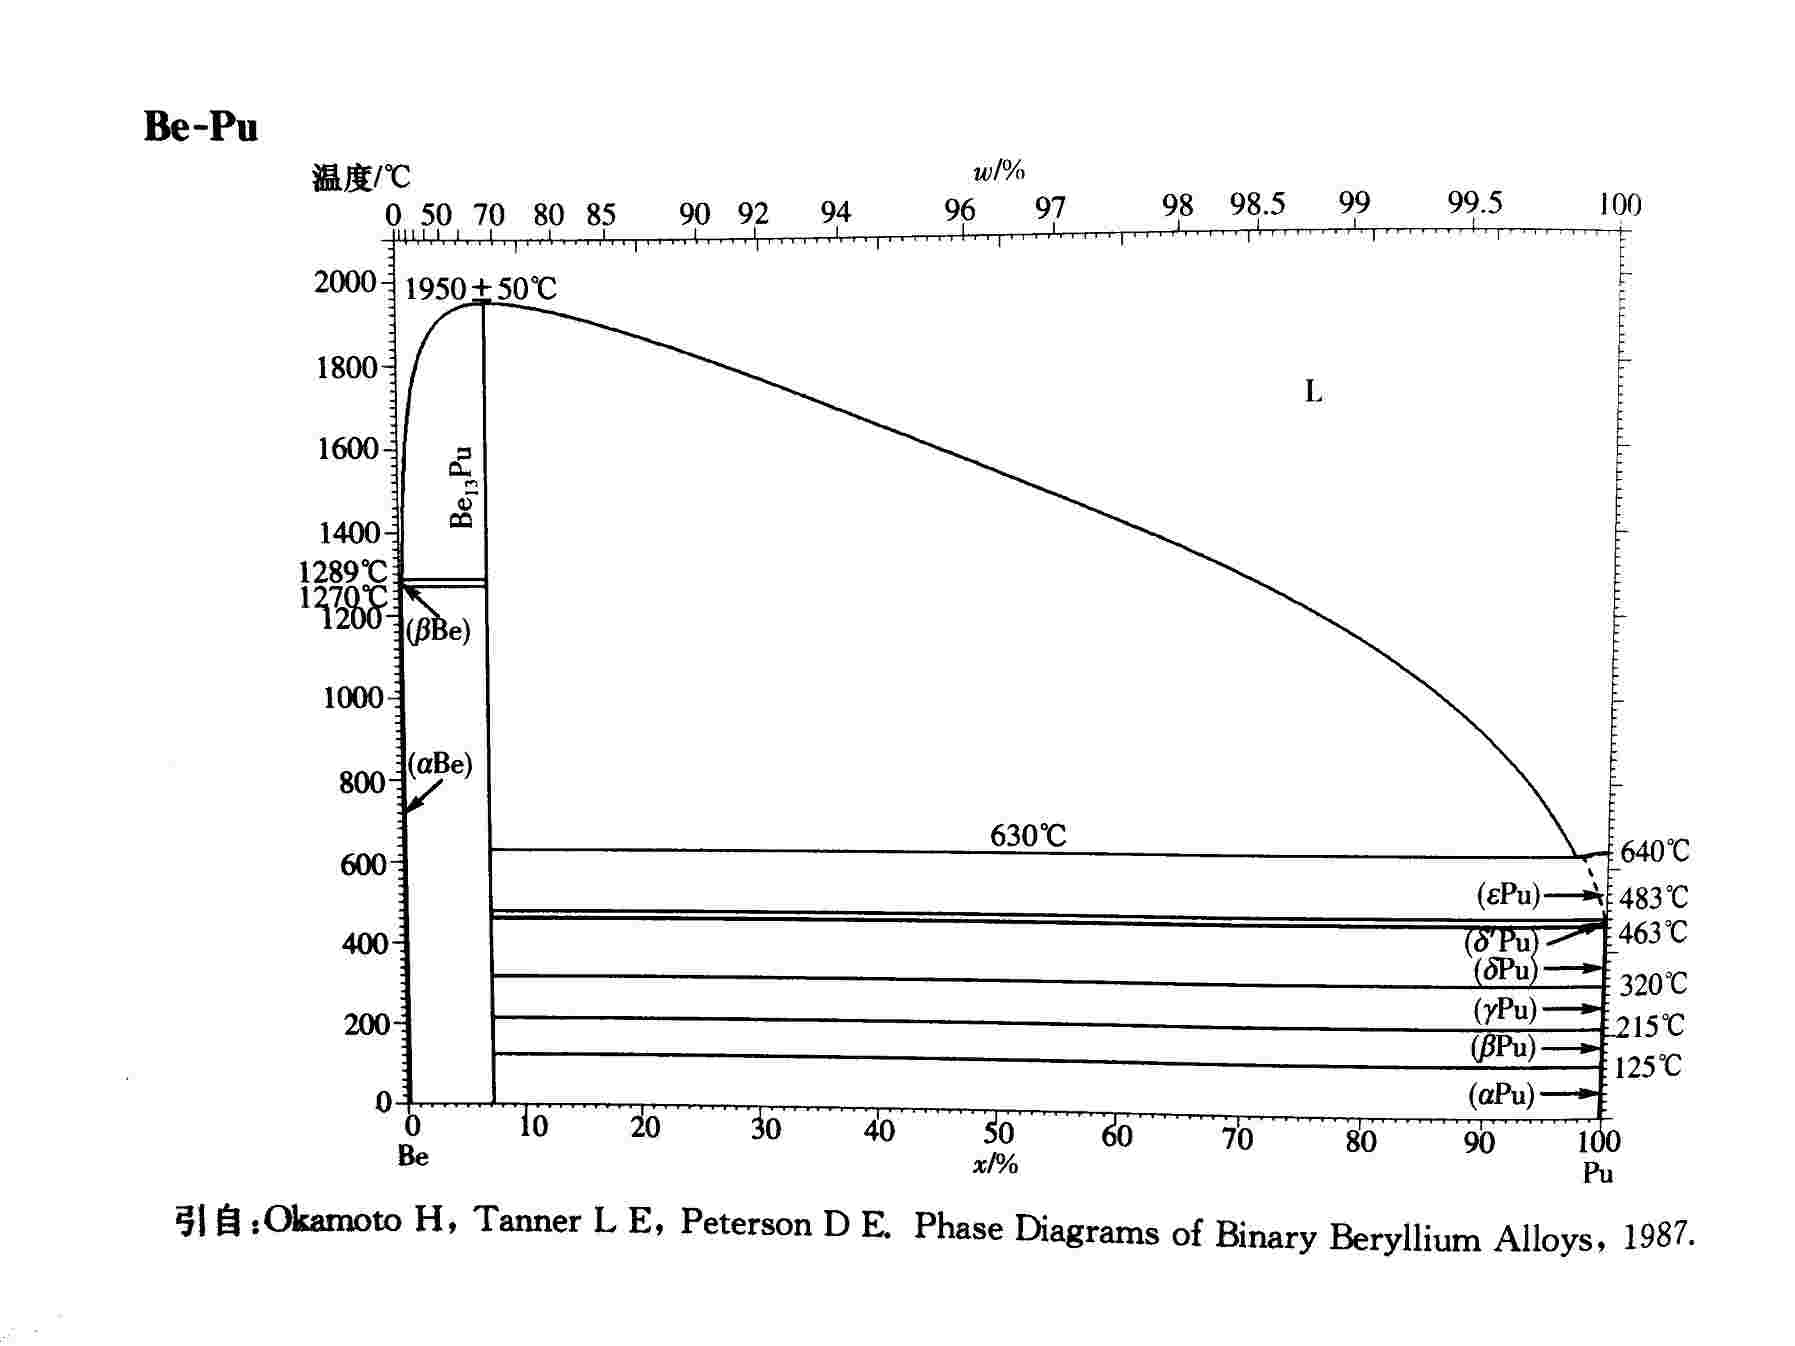 Be-Pu
温度/℃
w/%
0 50 70 80 85 90 92 94 96 97 98 98.5 99 99.5 100
2000
1950±50℃
1800
L
1600
Be₁₃Pu
1400
1289℃
1270℃
1200
(βBe)
1000
(αBe)
800
630℃
600
640℃
(εPu)
483℃
400
(δ′Pu)
463℃
(δPu)
320℃
(γPu)
200
215℃
(βPu)
125℃
(αPu)
0
0 10 20 30 40 50 60 70 80 90 100
Be
x/%
Pu
引自:Okamoto H, Tanner L E, Peterson D E. Phase Diagrams of Binary Beryllium Alloys, 1987.